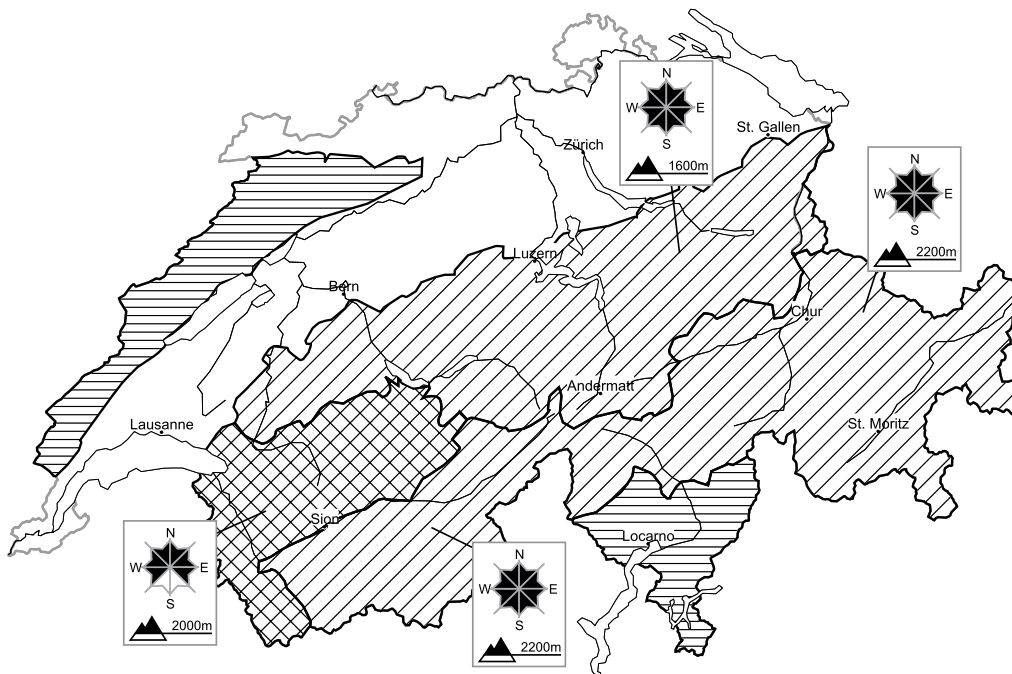 N
W E
S
1600m
St. Gallen
Zürich
N
W E
S
2200m
Luzern
Bern
Chur
Andermatt
Lausanne
St. Moritz
Sion
Locarno
N
W E
S
2000m
N
W E
S
2200m